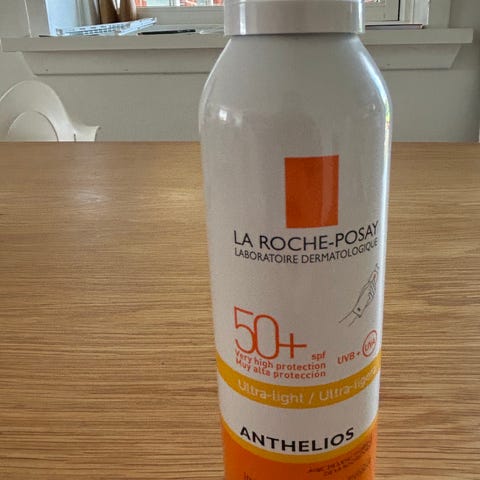 LA ROCHE-POSAY
LABORATOIRE DERMATOLOGIQUE
50+ spf
Very high protection
Muy alta protección
UVB + UVA
Ultra-light / Ultra-ligera
ANTHELIOS